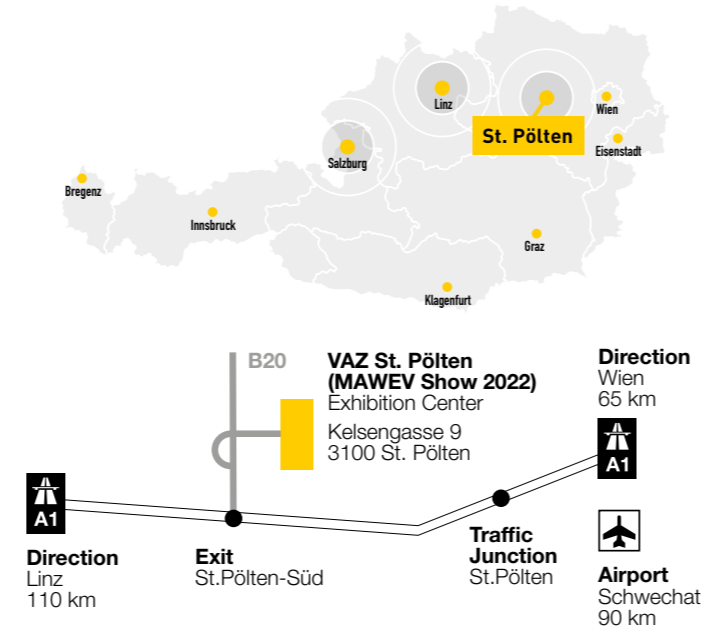 Linz
Wien
St. Pölten
Eisenstadt
Salzburg
Bregenz
Innsbruck
Graz
Klagenfurt
B20
VAZ St. Pölten
(MAWEV Show 2022)
Exhibition Center
Kelsengasse 9
3100 St. Pölten
Direction
Wien
65 km
A1
A1
Direction
Linz
110 km
Exit
St.Pölten-Süd
Traffic
Junction
St.Pölten
Airport
Schwechat
90 km